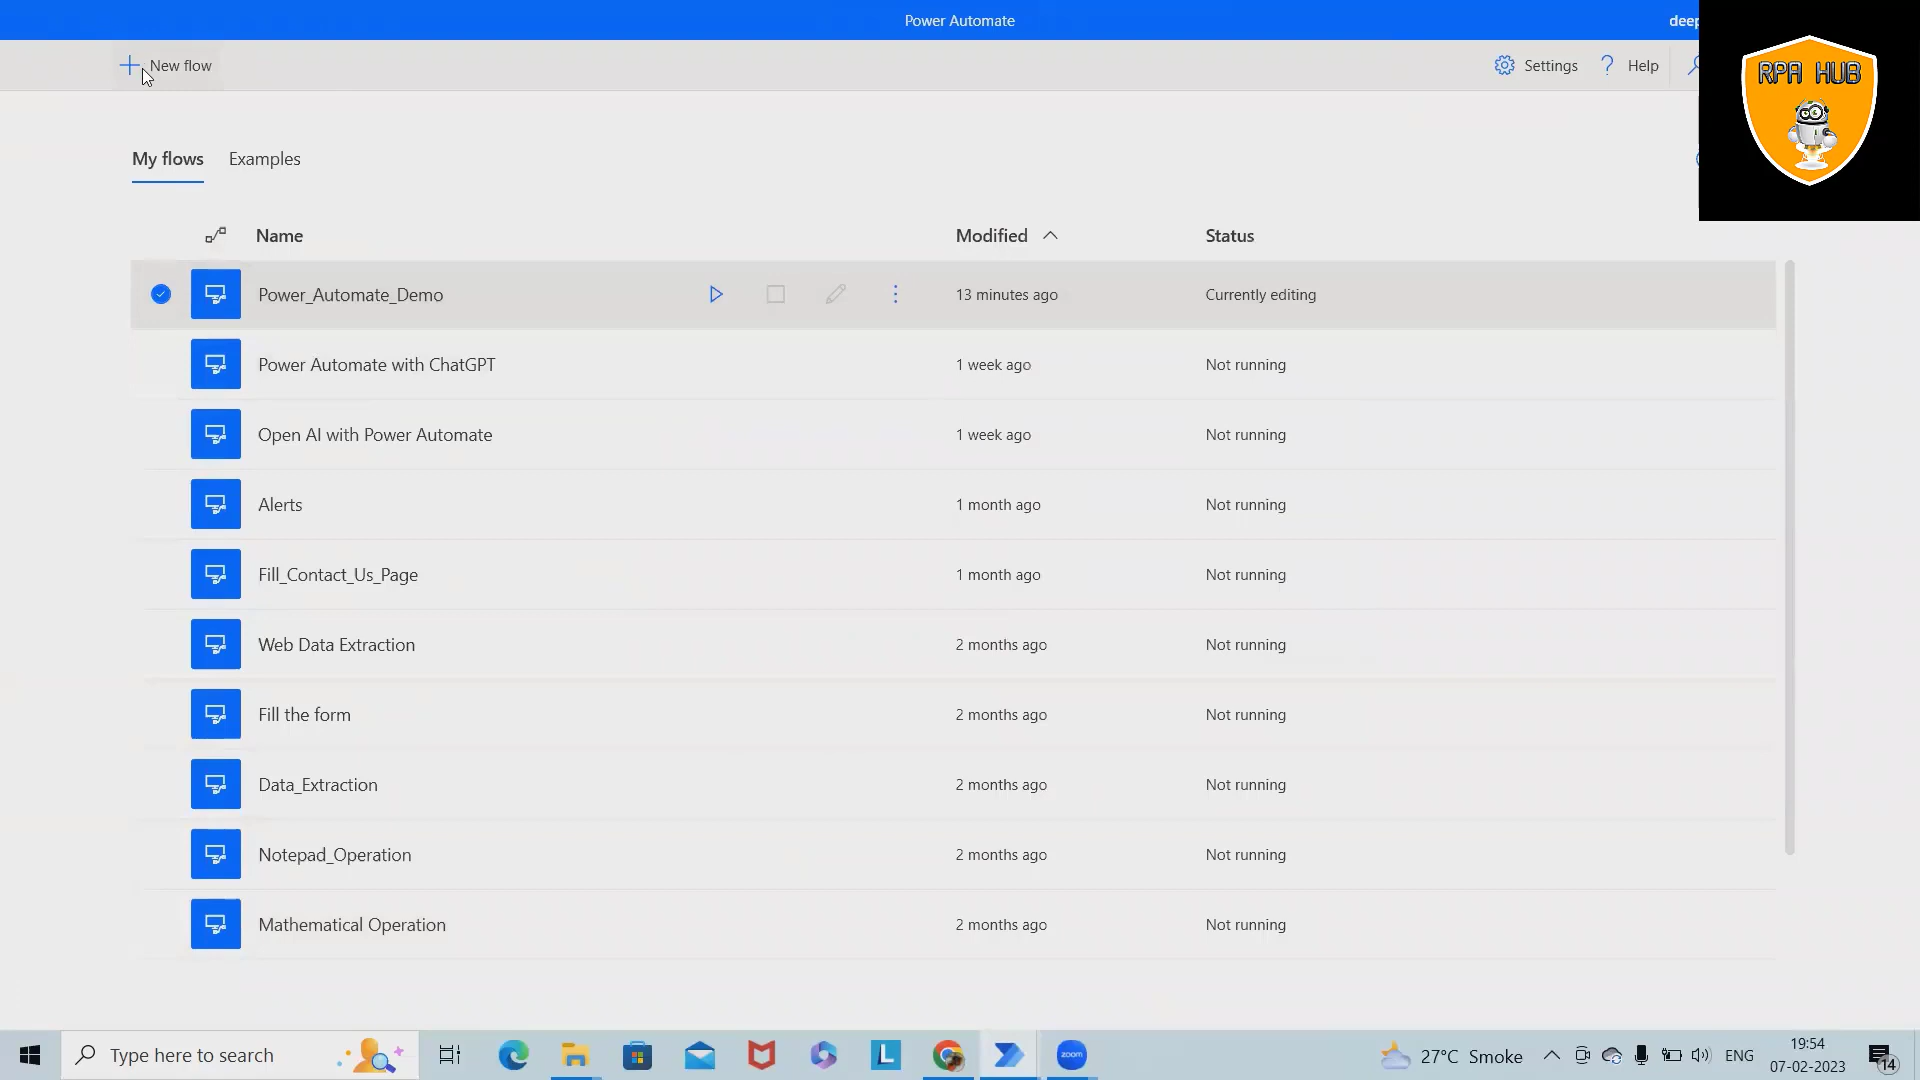 Power Automate
deep
New flow
Settings
Help
RPA HUB
My flows
Examples
Name
Modified
Status
Power_Automate_Demo
13 minutes ago
Currently editing
Power Automate with ChatGPT
1 week ago
Not running
Open AI with Power Automate
1 week ago
Not running
Alerts
1 month ago
Not running
Fill_Contact_Us_Page
1 month ago
Not running
Web Data Extraction
2 months ago
Not running
Fill the form
2 months ago
Not running
Data_Extraction
2 months ago
Not running
Notepad_Operation
2 months ago
Not running
Mathematical Operation
2 months ago
Not running
Type here to search
L
zoom
27°C Smoke
ENG
19:54
07-02-2023
14